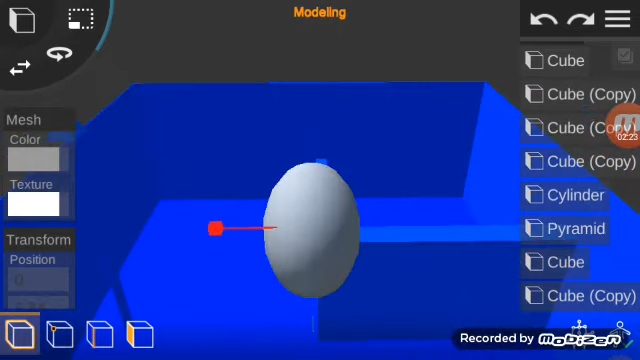 Modeling
Cube
Cube (Copy)
Cube (Copy)
02:23
Cube (Copy)
Cylinder
Pyramid
Cube
Cube (Copy)
Mesh
Color
Texture
Transform
Position
0
Recorded by MOBIZEN